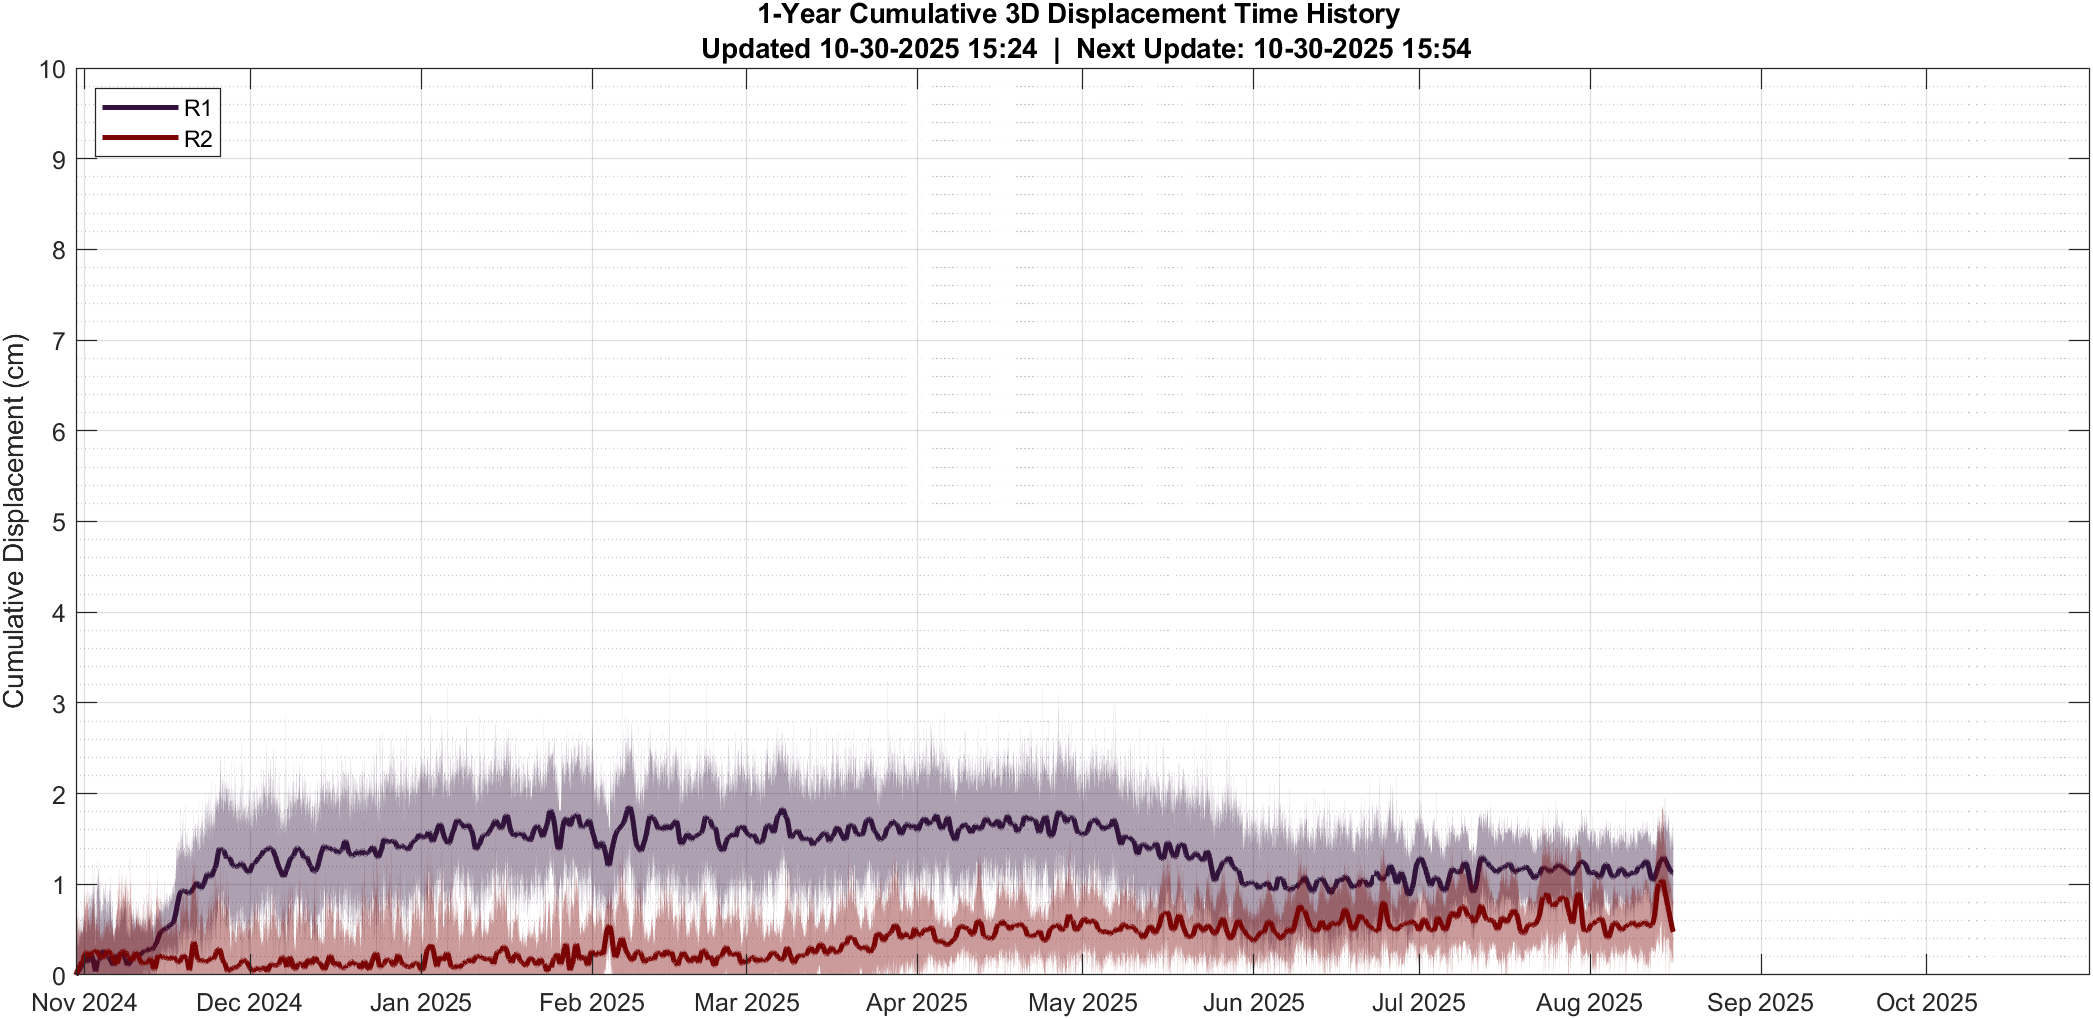 1-Year Cumulative 3D Displacement Time History
Updated 10-30-2025 15:24 | Next Update: 10-30-2025 15:54
R1
R2
Cumulative Displacement (cm)
10
9
8
7
6
5
4
3
2
1
0
Nov 2024 Dec 2024 Jan 2025 Feb 2025 Mar 2025 Apr 2025 May 2025 Jun 2025 Jul 2025 Aug 2025 Sep 2025 Oct 2025